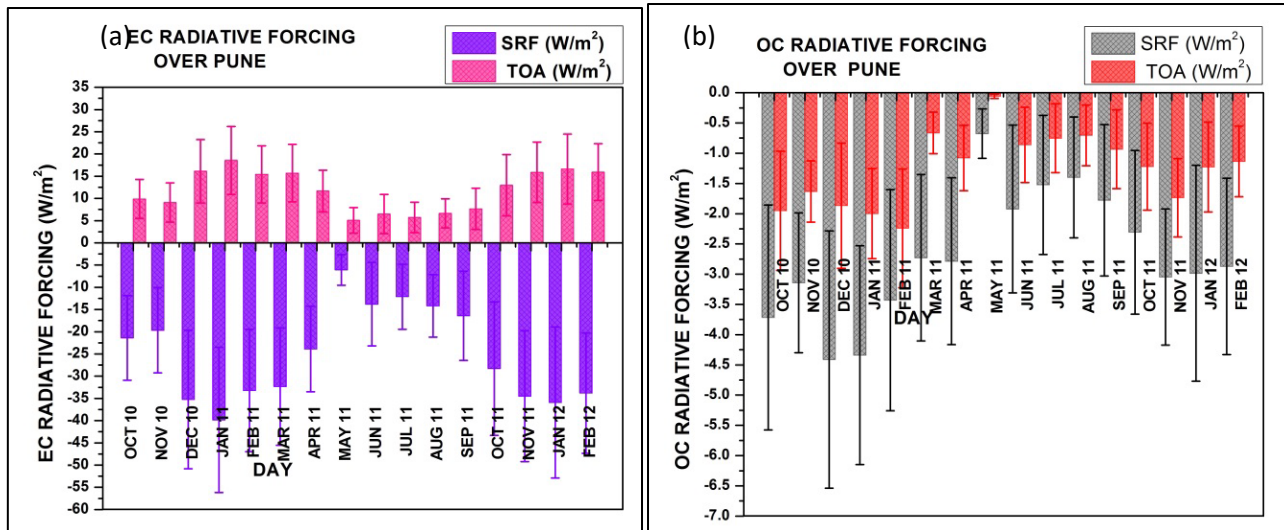 (a) EC RADIATIVE FORCING
OVER PUNE
SRF (W/m²)
TOA (W/m²)
EC RADIATIVE FORCING (W/m²)
35
30
25
20
15
10
5
0
-5
-10
-15
-20
-25
-30
-35
-40
-45
-50
-55
-60
OCT 10
NOV 10
DEC 10
JAN 11
FEB 11
MAR 11
APR 11
MAY 11
JUN 11
JUL 11
AUG 11
SEP 11
OCT 11
NOV 11
JAN 12
FEB 12
DAY
(b) OC RADIATIVE FORCING
OVER PUNE
SRF (W/m²)
TOA (W/m²)
OC RADIATIVE FORCING (W/m²)
0.0
-0.5
-1.0
-1.5
-2.0
-2.5
-3.0
-3.5
-4.0
-4.5
-5.0
-5.5
-6.0
-6.5
-7.0
OCT 10
NOV 10
DEC 10
JAN 11
FEB 11
MAR 11
APR 11
MAY 11
JUN 11
JUL 11
AUG 11
SEP 11
OCT 11
NOV 11
JAN 12
FEB 12
DAY